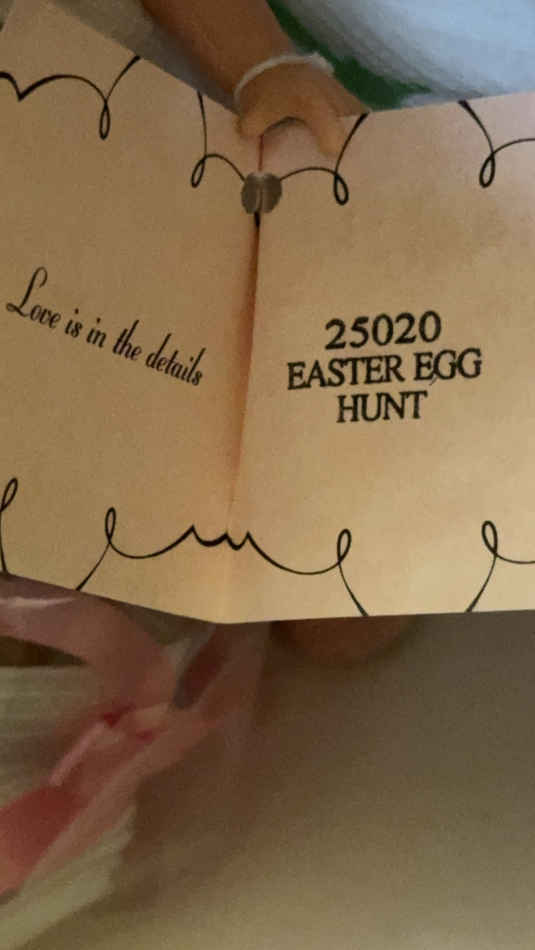 Love is in the details
25020
EASTER EGG
HUNT